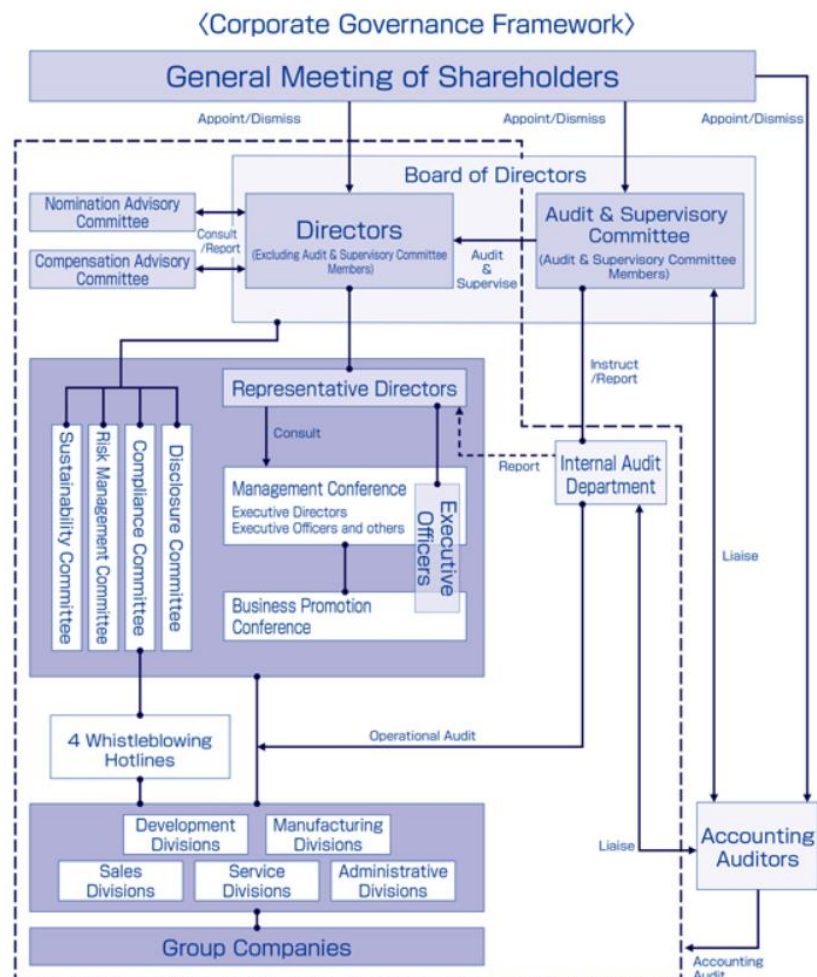 〈Corporate Governance Framework〉
General Meeting of Shareholders
Appoint/Dismiss
Appoint/Dismiss
Appoint/Dismiss
Board of Directors
Nomination Advisory
Committee
Consult
/Report
Compensation Advisory
Committee
Directors
(Excluding Audit & Supervisory Committee
Members)
Audit
&
Supervise
Audit & Supervisory
Committee
(Audit & Supervisory Committee
Members)
Instruct
/Report
Representative Directors
Consult
Report
Internal Audit
Department
Sustainability Committee
Risk Management Committee
Compliance Committee
Disclosure Committee
Management Conference
Executive Directors
Executive Officers and others
Executive
Officers
Business Promotion
Conference
Liaise
4 Whistleblowing
Hotlines
Operational Audit
Development
Divisions
Manufacturing
Divisions
Sales
Divisions
Service
Divisions
Administrative
Divisions
Liaise
Accounting
Auditors
Group Companies
Accounting
Audit